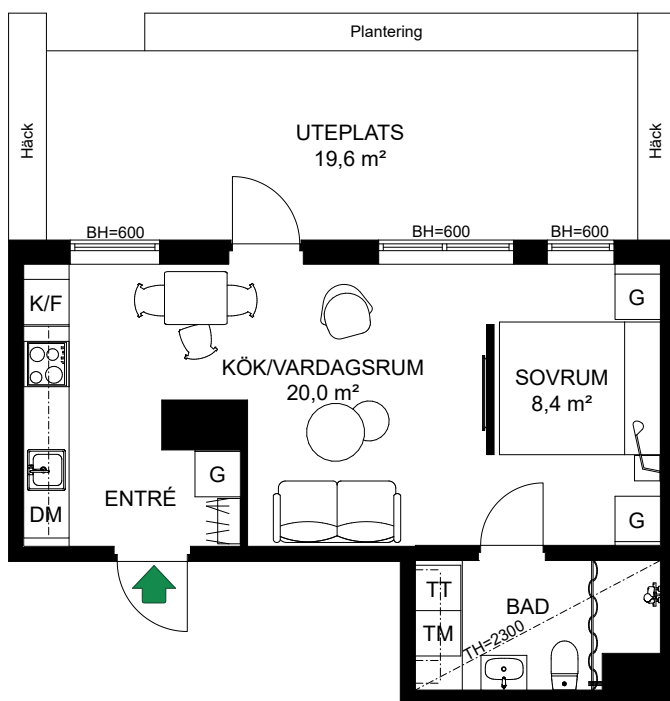 Plantering
Häck
Häck
UTEPLATS
19,6 m²
BH=600
BH=600
BH=600
K/F
G
KÖK/VARDAGSRUM
20,0 m²
SOVRUM
8,4 m²
G
ENTRÉ
DM
G
TT
BAD
TM
TH=2300